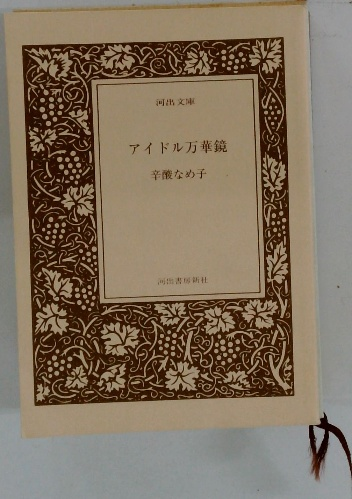 河出文庫
アイドル万華鏡
辛酸なめ子
河出書房新社